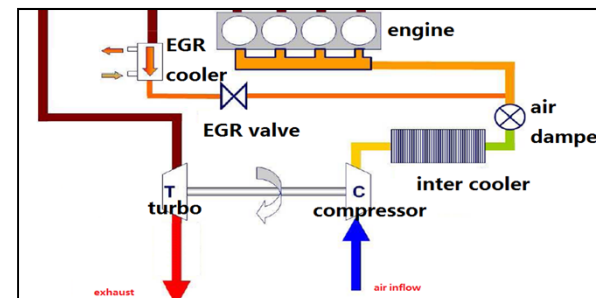 EGR
cooler
engine
EGR valve
air
dampe
inter cooler
T
turbo
C
compressor
exhaust
air inflow